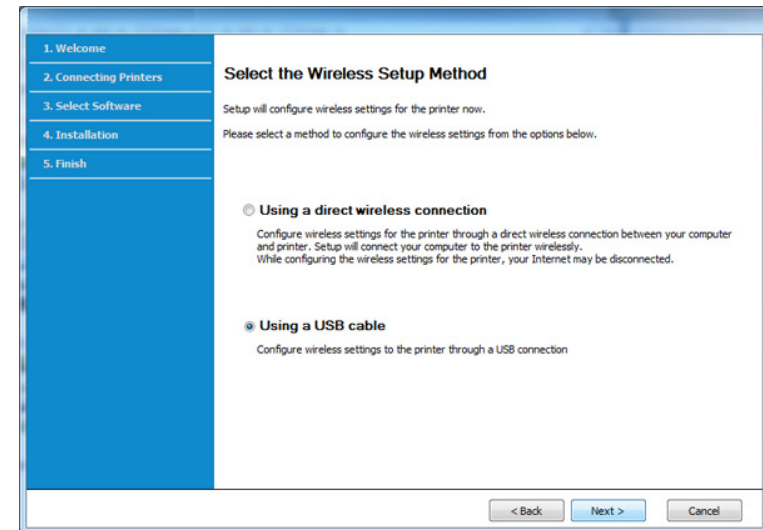 1. Welcome
2. Connecting Printers
3. Select Software
4. Installation
5. Finish
Select the Wireless Setup Method
Setup will configure wireless settings for the printer now.
Please select a method to configure the wireless settings from the options below.
Using a direct wireless connection
Configure wireless settings for the printer through a direct wireless connection between your computer
and printer. Setup will connect your computer to the printer wirelessly.
While configuring the wireless settings for the printer, your Internet may be disconnected.
Using a USB cable
Configure wireless settings to the printer through a USB connection
< Back
Next >
Cancel